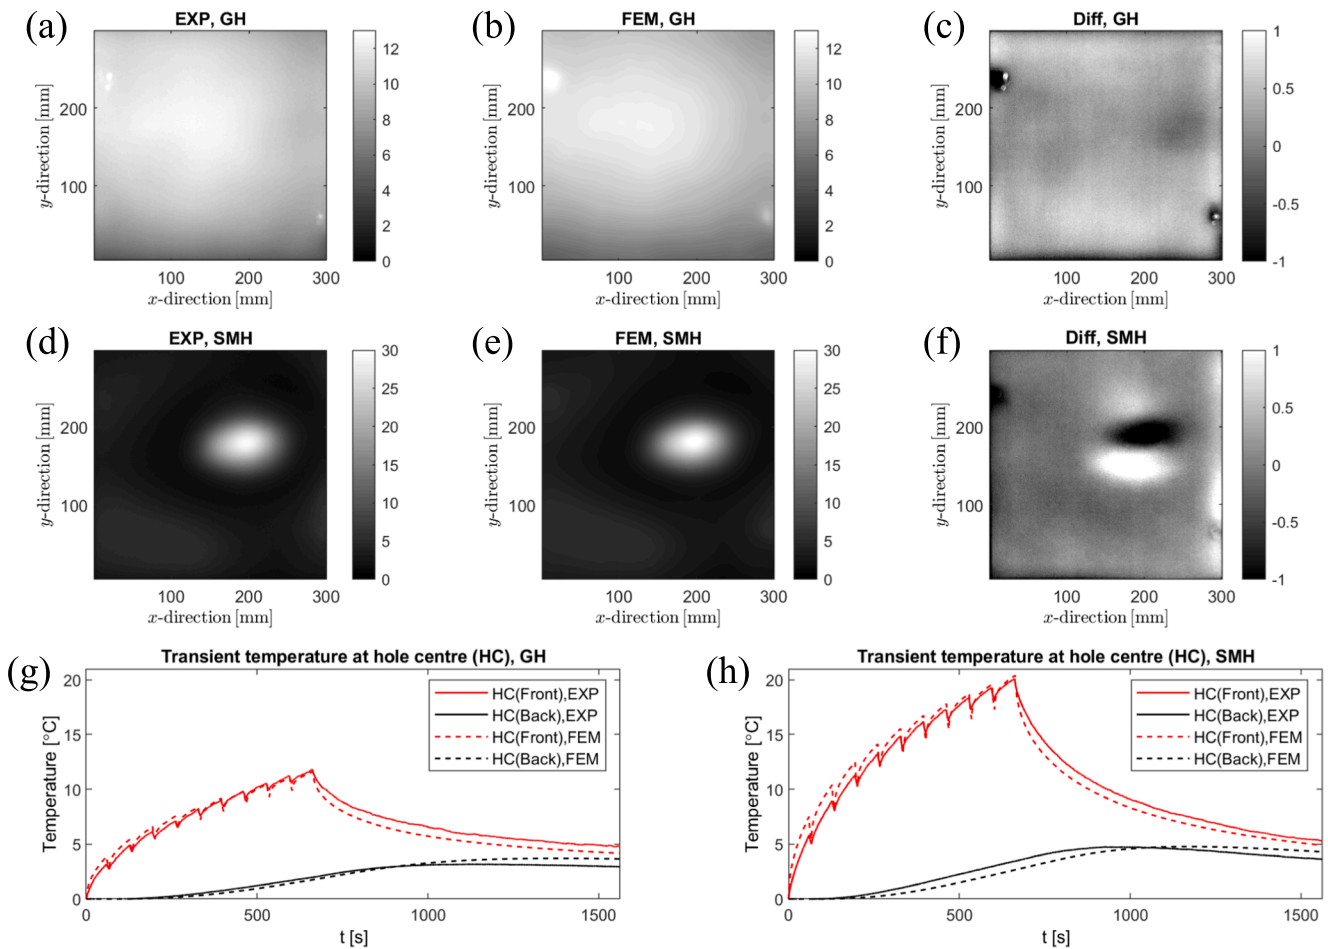 (a)
EXP, GH
y-direction [mm]
200
100
100
200
300
x-direction [mm]
12
10
8
6
4
2
0
(b)
FEM, GH
y-direction [mm]
200
100
100
200
300
x-direction [mm]
12
10
8
6
4
2
0
(c)
Diff, GH
y-direction [mm]
200
100
100
200
300
x-direction [mm]
1
0.5
0
-0.5
-1
(d)
EXP, SMH
y-direction [mm]
200
100
100
200
300
x-direction [mm]
30
25
20
15
10
5
0
(e)
FEM, SMH
y-direction [mm]
200
100
100
200
300
x-direction [mm]
30
25
20
15
10
5
0
(f)
Diff, SMH
y-direction [mm]
200
100
100
200
300
x-direction [mm]
1
0.5
0
-0.5
-1
(g)
Transient temperature at hole centre (HC), GH
Temperature [°C]
20
15
10
5
0
0
500
1000
1500
t [s]
HC(Front),EXP
HC(Back),EXP
HC(Front),FEM
HC(Back),FEM
(h)
Transient temperature at hole centre (HC), SMH
Temperature [°C]
20
15
10
5
0
0
500
1000
1500
t [s]
HC(Front),EXP
HC(Back),EXP
HC(Front),FEM
HC(Back),FEM